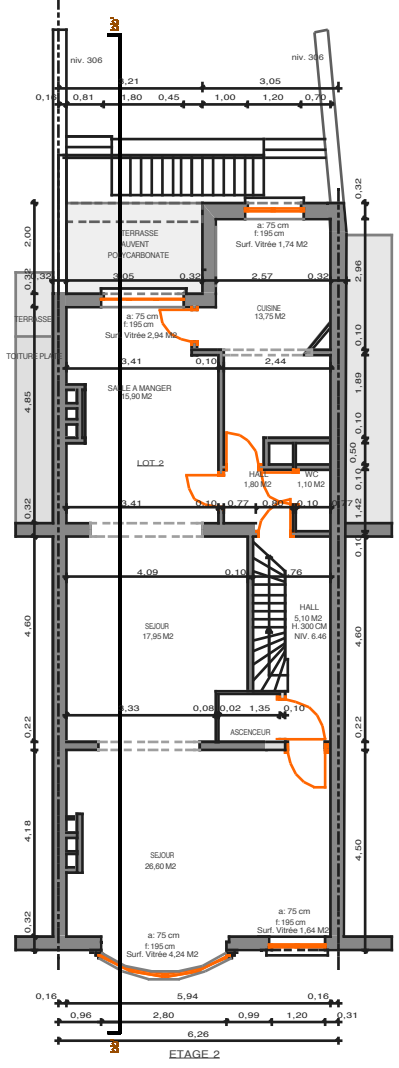 bb'
niv. 306
niv. 306
3,21
3,05
0,16
0,81
1,80
0,45
1,00
1,20
0,70
0,32
2,00
a: 75 cm
f:195 cm
Surf. Vitrée 1,74 M2
TERRASSE
AUVENT
POLYCARBONATE
2,96
0,32
3,05
0,32
2,57
0,32
0,32
TERRASSE
a: 75 cm
f:195 cm
Surf. Vitrée 2,94 M2
CUISINE
13,75 M2
0,10
TOITURE PLATE
3,41
0,10
2,44
1,89
4,85
SALLE A MANGER
15,90 M2
0,10
LOT 2
0,50
HALL
1,80 M2
WC
1,10 M2
0,10
3,41
0,10
0,77
0,80
0,10
0,77
1,42
0,32
0,10
4,09
0,10
HALL
5,10 M2
H. 300 CM
NIV. 6.46
4,60
SEJOUR
17,95 M2
4,60
0,08
0,02
1,35
0,10
ASCENCEUR
0,22
0,22
4,18
SEJOUR
26,60 M2
4,50
0,32
a: 75 cm
f:195 cm
Surf. Vitrée 4,24 M2
a: 75 cm
f:195 cm
Surf. Vitrée 1,64 M2
0,16
5,94
0,16
0,96
2,80
0,99
1,20
0,31
6,26
bb'
ETAGE 2